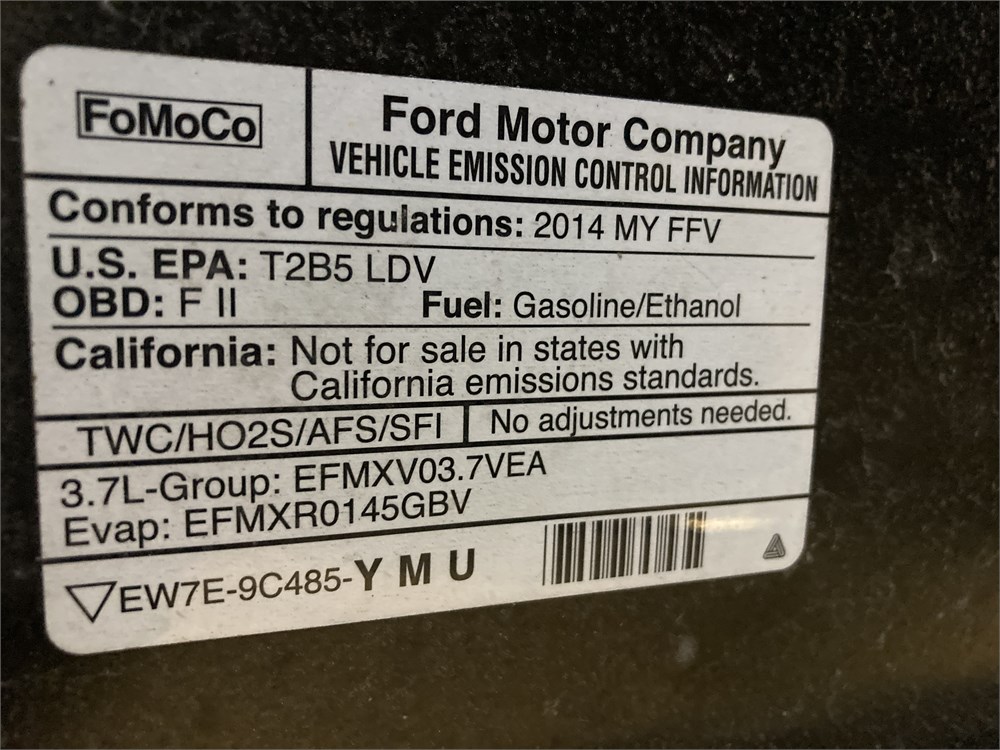 FoMoCo
Ford Motor Company
VEHICLE EMISSION CONTROL INFORMATION
Conforms to regulations: 2014 MY FFV
U.S. EPA: T2B5 LDV
OBD: F II Fuel: Gasoline/Ethanol
California: Not for sale in states with
California emissions standards.
TWC/HO2S/AFS/SFI No adjustments needed.
3.7L-Group: EFMXV03.7VEA
Evap: EFMXR0145GBV
EW7E-9C485-Y M U